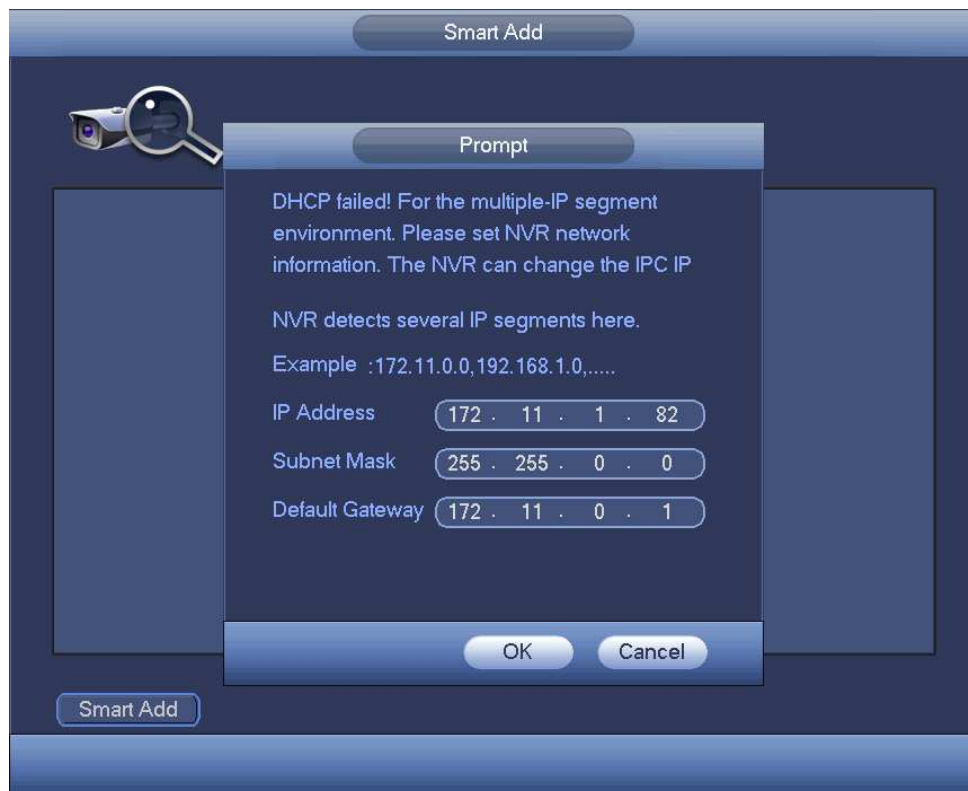 Smart Add
Prompt
DHCP failed! For the multiple-IP segment
environment. Please set NVR network
information. The NVR can change the IPC IP
NVR detects several IP segments here.
Example :172.11.0.0,192.168.1.0,.....
IP Address 172 . 11 . 1 . 82
Subnet Mask 255 . 255 . 0 . 0
Default Gateway 172 . 11 . 0 . 1
OK Cancel
Smart Add